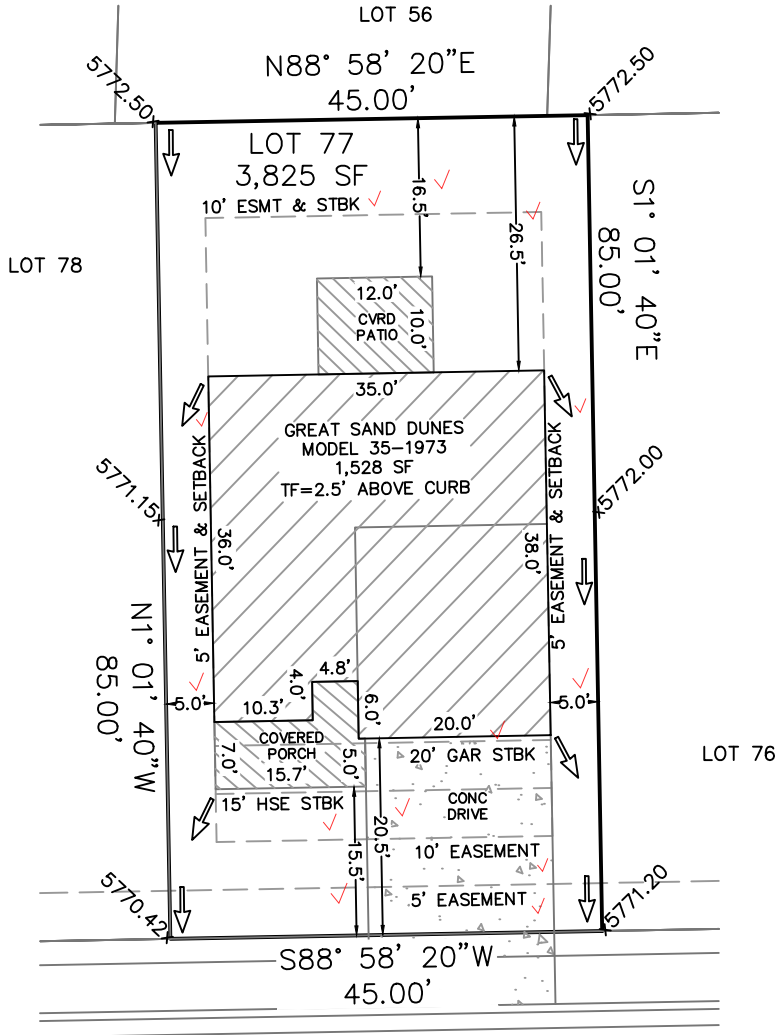 LOT 56
N88° 58' 20"E
45.00'
5772.50
5772.50
LOT 77
3,825 SF
10' ESMT & STBK
16.5'
26.5'
S1° 01' 40"E
85.00'
LOT 78
12.0'
CVRD
PATIO
10.0'
35.0'
GREAT SAND DUNES
MODEL 35-1973
1,528 SF
TF=2.5' ABOVE CURB
5' EASEMENT & SETBACK
5' EASEMENT & SETBACK
5771.15x
x5772.00
36.0'
38.0'
N1° 01' 40"W
85.00'
4.8'
4.0'
6.0'
5.0'
10.3'
20.0'
5.0'
COVERED
PORCH
15.7'
7.0'
5.0'
20' GAR STBK
LOT 76
15' HSE STBK
CONC
DRIVE
15.5'
20.5'
10' EASEMENT
5' EASEMENT
5770.42
5771.20
S88° 58' 20"W
45.00'